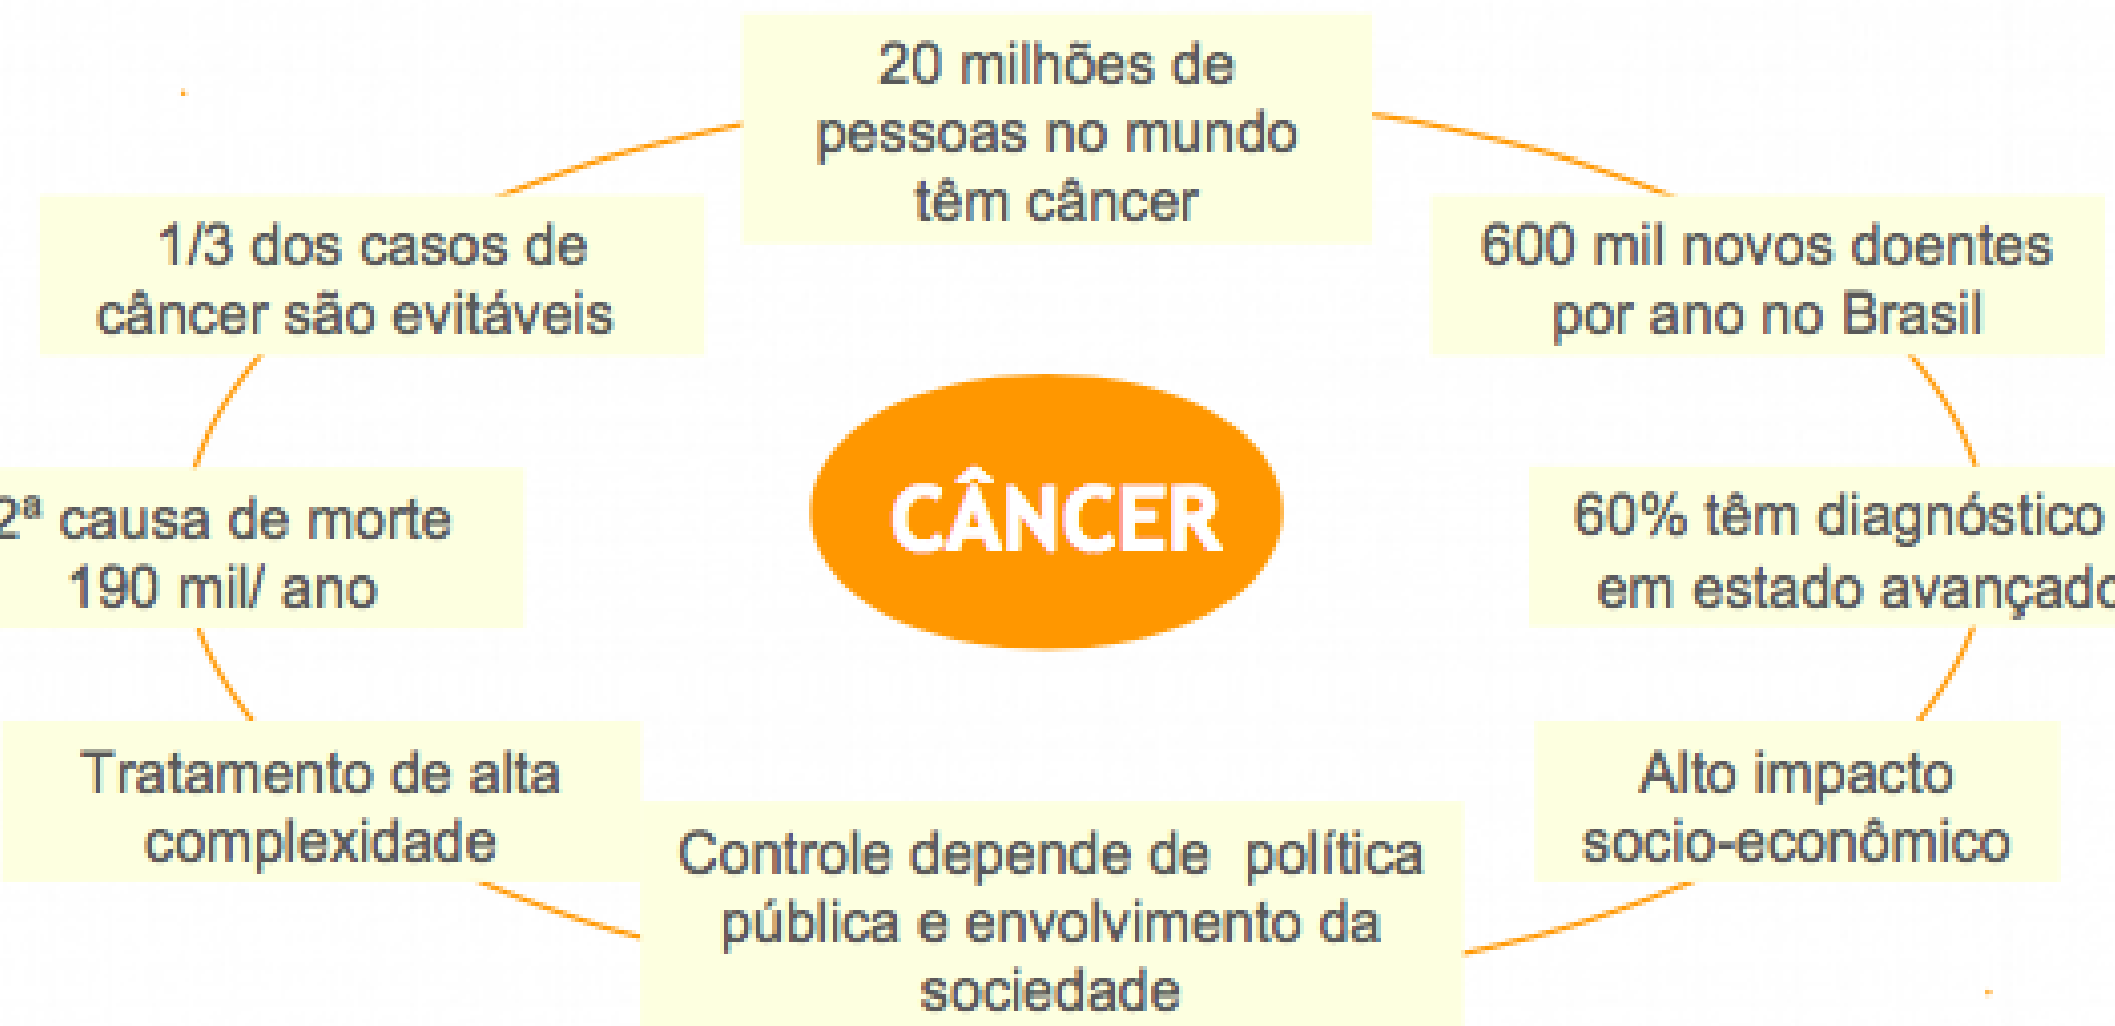 20 milhões de
pessoas no mundo
têm câncer
600 mil novos doentes
por ano no Brasil
60% têm diagnóstico
em estado avançado
Alto impacto
socio-econômico
Controle depende de política
pública e envolvimento da
sociedade
Tratamento de alta
complexidade
2ª causa de morte
190 mil/ ano
1/3 dos casos de
câncer são evitáveis
CÂNCER